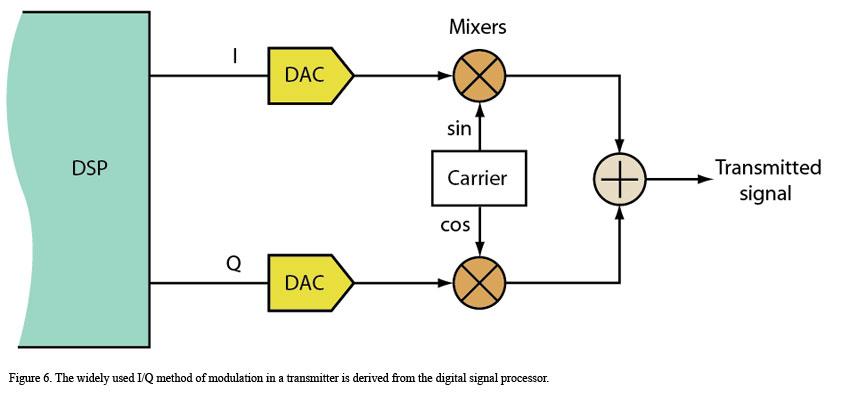 Mixers
I
DAC
sin
DSP
Carrier
Transmitted
signal
cos
Q
DAC
Figure 6. The widely used I/Q method of modulation in a transmitter is derived from the digital signal processor.